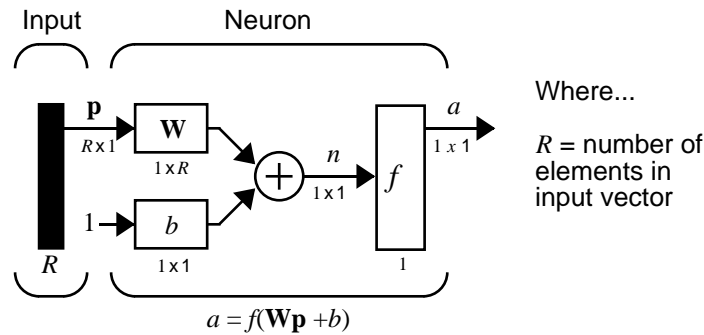 Input Neuron
p W a
R x 1 1 x R n 1 x 1
1 b 1 x 1 f
R 1 x 1 1
a = f(Wp +b)
Where...
R = number of
elements in
input vector